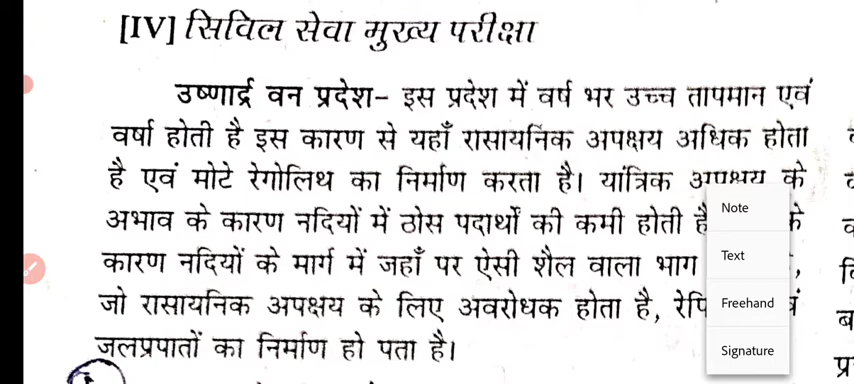 [IV] सिविल सेवा मुख्य परीक्षा
उष्णार्द्र वन प्रदेश- इस प्रदेश में वर्ष भर उच्च तापमान एवं
वर्षा होती है इस कारण से यहाँ रासायनिक अपक्षय अधिक होता
है एवं मोटे रेगोलिथ का निर्माण करता है। यांत्रिक अपक्षय के
अभाव के कारण नदियों में ठोस पदार्थों की कमी होती है के
कारण नदियों के मार्ग में जहाँ पर ऐसी शैल वाला भाग
जो रासायनिक अपक्षय के लिए अवरोधक होता है,
जलप्रपातों का निर्माण हो पता है।
Note
Text
Freehand
Signature